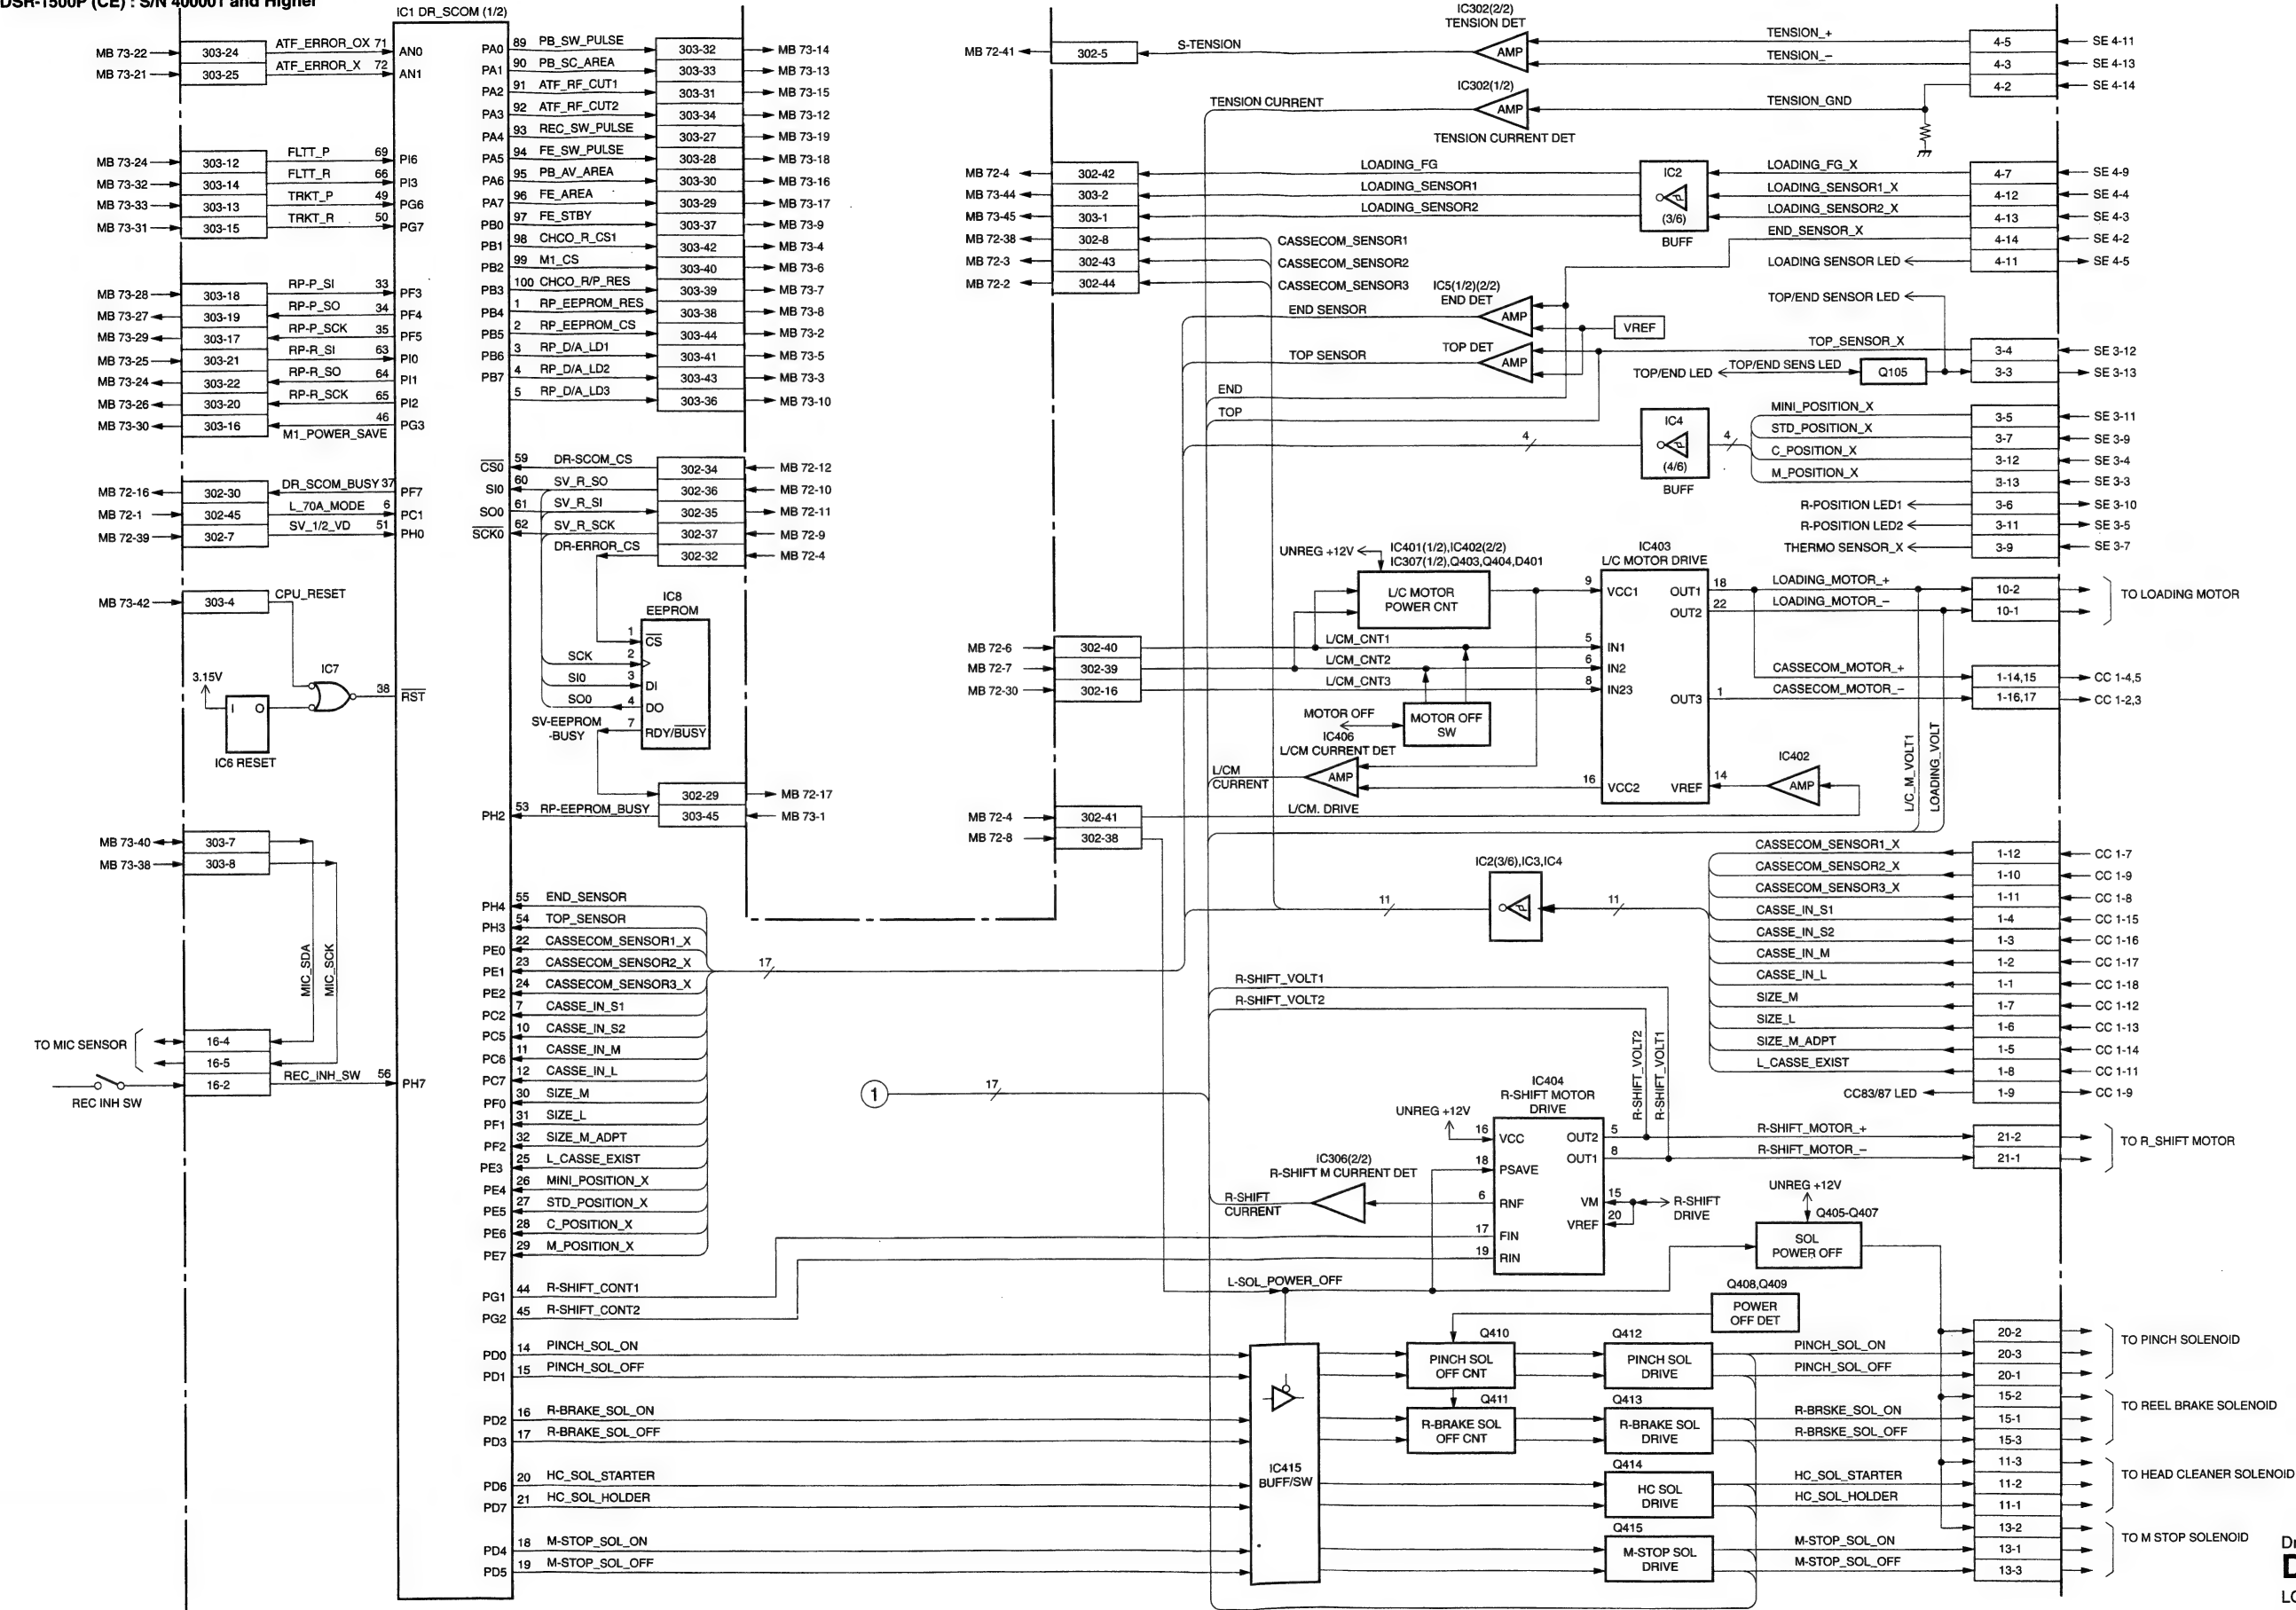 DSR-1500P (CE) : S/N 400001 and Higher
IC1 DR_SCOM (1/2)
MB 73-22 303-24 ATF_ERROR_OX 71 AN0
MB 73-21 303-25 ATF_ERROR_X 72 AN1
MB 73-24 303-12 FLTT_P 69 PI6
MB 73-32 303-14 FLTT_R 66 PI3
MB 73-33 303-13 TRKT_P 49 PG6
MB 73-31 303-15 TRKT_R 50 PG7
MB 73-28 303-18 RP-P_SI 33 PF3
MB 73-27 303-19 RP-P_SO 34 PF4
MB 73-29 303-17 RP-P_SCK 35 PF5
MB 73-25 303-21 RP-R_SI 63 PI0
MB 73-24 303-22 RP-R_SO 64 PI1
MB 73-26 303-20 RP-R_SCK 65 PI2
MB 73-30 303-16 M1_POWER_SAVE 46 PG3
MB 72-16 302-30 DR_SCOM_BUSY 37 PF7
MB 72-1 302-45 L_70A_MODE 6 PC1
MB 72-39 302-7 SV_1/2_VD 51 PH0
MB 73-42 303-4 CPU_RESET
3.15V
I O
IC6 RESET
IC7
38 RST
MB 73-40 303-7
MB 73-38 303-8
MIC_SDA
MIC_SCK
TO MIC SENSOR
16-4
16-5
16-2 REC_INH_SW 56 PH7
REC INH SW
PA0 89 PB_SW_PULSE 303-32 MB 73-14
PA1 90 PB_SC_AREA 303-33 MB 73-13
PA2 91 ATF_RF_CUT1 303-31 MB 73-15
PA3 92 ATF_RF_CUT2 303-34 MB 73-12
PA4 93 REC_SW_PULSE 303-27 MB 73-19
PA5 94 FE_SW_PULSE 303-28 MB 73-18
PA6 95 PB_AV_AREA 303-30 MB 73-16
PA7 96 FE_AREA 303-29 MB 73-17
PB0 97 FE_STBY 303-37 MB 73-9
PB1 98 CHCO_R_CS1 303-42 MB 73-4
PB2 99 M1_CS 303-40 MB 73-6
PB3 100 CHCO_R/P_RES 303-39 MB 73-7
PB4 1 RP_EEPROM_RES 303-38 MB 73-8
PB5 2 RP_EEPROM_CS 303-44 MB 73-2
PB6 3 RP_D/A_LD1 303-41 MB 73-5
PB7 4 RP_D/A_LD2 303-43 MB 73-3
5 RP_D/A_LD3 303-36 MB 73-10
CS0 59 DR-SCOM_CS 302-34 MB 72-12
SI0 60 SV_R_SO 302-36 MB 72-10
SO0 61 SV_R_SI 302-35 MB 72-11
SCK0 62 SV_R_SCK 302-37 MB 72-9
DR-ERROR_CS 302-32 MB 72-4
IC8
EEPROM
1 CS
SCK 2
SI0 3 DI
SO0 4 DO
SV-EEPROM
-BUSY
7 RDY/BUSY
302-29 MB 72-17
PH2 53 RP-EEPROM_BUSY 303-45 MB 73-1
PH4 55 END_SENSOR
PH3 54 TOP_SENSOR
PE0 22 CASSECOM_SENSOR1_X
PE1 23 CASSECOM_SENSOR2_X 17
PE2 24 CASSECOM_SENSOR3_X
PC2 7 CASSE_IN_S1
PC5 10 CASSE_IN_S2
PC6 11 CASSE_IN_M
PC7 12 CASSE_IN_L
PF0 30 SIZE_M
PF1 31 SIZE_L
PF2 32 SIZE_M_ADPT
PE3 25 L_CASSE_EXIST
PE4 26 MINI_POSITION_X
PE5 27 STD_POSITION_X
PE6 28 C_POSITION_X
PE7 29 M_POSITION_X
PG1 44 R-SHIFT_CONT1
PG2 45 R-SHIFT_CONT2
PD0 14 PINCH_SOL_ON
PD1 15 PINCH_SOL_OFF
PD2 16 R-BRAKE_SOL_ON
PD3 17 R-BRAKE_SOL_OFF
PD6 20 HC_SOL_STARTER
PD7 21 HC_SOL_HOLDER
PD4 18 M-STOP_SOL_ON
PD5 19 M-STOP_SOL_OFF
IC302(2/2)
TENSION DET
MB 72-41 302-5 S-TENSION AMP TENSION_+ 4-5 SE 4-11
TENSION_- 4-3 SE 4-13
4-2 SE 4-14
IC302(1/2)
TENSION CURRENT AMP TENSION_GND
TENSION CURRENT DET
MB 72-4 302-42 LOADING_FG IC2 LOADING_FG_X 4-7 SE 4-9
MB 73-44 303-2 LOADING_SENSOR1 LOADING_SENSOR1_X 4-12 SE 4-4
MB 73-45 303-1 LOADING_SENSOR2 (3/6) LOADING_SENSOR2_X 4-13 SE 4-3
BUFF
MB 72-38 302-8 CASSECOM_SENSOR1 END_SENSOR_X 4-14 SE 4-2
MB 72-3 302-43 CASSECOM_SENSOR2 LOADING SENSOR LED 4-11 SE 4-5
MB 72-2 302-44 CASSECOM_SENSOR3
IC5(1/2)(2/2)
END DET
TOP/END SENSOR LED
END SENSOR AMP VREF
TOP DET
TOP SENSOR AMP TOP_SENSOR_X 3-4 SE 3-12
TOP/END LED TOP/END SENS LED Q105 3-3 SE 3-13
END
TOP
IC4
(4/6)
BUFF
4 4
MINI_POSITION_X 3-5 SE 3-11
STD_POSITION_X 3-7 SE 3-9
C_POSITION_X 3-12 SE 3-4
M_POSITION_X 3-13 SE 3-3
R-POSITION LED1 3-6 SE 3-10
R-POSITION LED2 3-11 SE 3-5
THERMO SENSOR_X 3-9 SE 3-7
UNREG +12V
IC401(1/2),IC402(2/2)
IC307(1/2),Q403,Q404,D401
L/C MOTOR
POWER CNT
IC403
L/C MOTOR DRIVE
9 VCC1 OUT1 18 LOADING_MOTOR_+ 10-2
OUT2 22 LOADING_MOTOR_- 10-1
TO LOADING MOTOR
MB 72-6 302-40 L/CM_CNT1 5 IN1
MB 72-7 302-39 L/CM_CNT2 6 IN2
MB 72-30 302-16 L/CM_CNT3 8 IN23
CASSECOM_MOTOR_+ 1-14,15 CC 1-4,5
OUT3 1 CASSECOM_MOTOR_- 1-16,17 CC 1-2,3
MOTOR OFF
MOTOR OFF
SW
IC406
L/CM CURRENT DET
L/CM
CURRENT
AMP
16 VCC2 VREF 14
IC402
AMP
L/C_M_VOLT1
LOADING_VOLT
MB 72-4 302-41 L/CM. DRIVE
MB 72-8 302-38
IC2(3/6),IC3,IC4
11 11
CASSECOM_SENSOR1_X 1-12 CC 1-7
CASSECOM_SENSOR2_X 1-10 CC 1-9
CASSECOM_SENSOR3_X 1-11 CC 1-8
CASSE_IN_S1 1-4 CC 1-15
CASSE_IN_S2 1-3 CC 1-16
CASSE_IN_M 1-2 CC 1-17
CASSE_IN_L 1-1 CC 1-18
SIZE_M 1-7 CC 1-12
SIZE_L 1-6 CC 1-13
SIZE_M_ADPT 1-5 CC 1-14
L_CASSE_EXIST 1-8 CC 1-11
CC83/87 LED 1-9 CC 1-9
R-SHIFT_VOLT1
R-SHIFT_VOLT2
R-SHIFT_VOLT2
R-SHIFT_VOLT1
1 17
IC404
R-SHIFT MOTOR
DRIVE
UNREG +12V
16 VCC OUT2 5 R-SHIFT_MOTOR_+ 21-2
18 PSAVE OUT1 8 R-SHIFT_MOTOR_- 21-1
TO R_SHIFT MOTOR
IC306(2/2)
R-SHIFT M CURRENT DET
R-SHIFT
CURRENT
6 RNF VM 15
VREF 20
R-SHIFT
DRIVE
17 FIN
19 RIN
UNREG +12V
Q405-Q407
SOL
POWER OFF
L-SOL_POWER_OFF
Q408,Q409
POWER
OFF DET
IC415
BUFF/SW
Q410
PINCH SOL
OFF CNT
Q412
PINCH SOL
DRIVE
20-2
PINCH_SOL_ON 20-3
PINCH_SOL_OFF 20-1
TO PINCH SOLENOID
Q411
R-BRAKE SOL
OFF CNT
Q413
R-BRAKE SOL
DRIVE
15-2
R-BRSKE_SOL_ON 15-1
R-BRSKE_SOL_OFF 15-3
TO REEL BRAKE SOLENOID
Q414
HC SOL
DRIVE
11-3
HC_SOL_STARTER 11-2
HC_SOL_HOLDER 11-1
TO HEAD CLEANER SOLENOID
Q415
M-STOP SOL
DRIVE
13-2
M-STOP_SOL_ON 13-1
M-STOP_SOL_OFF 13-3
TO M STOP SOLENOID